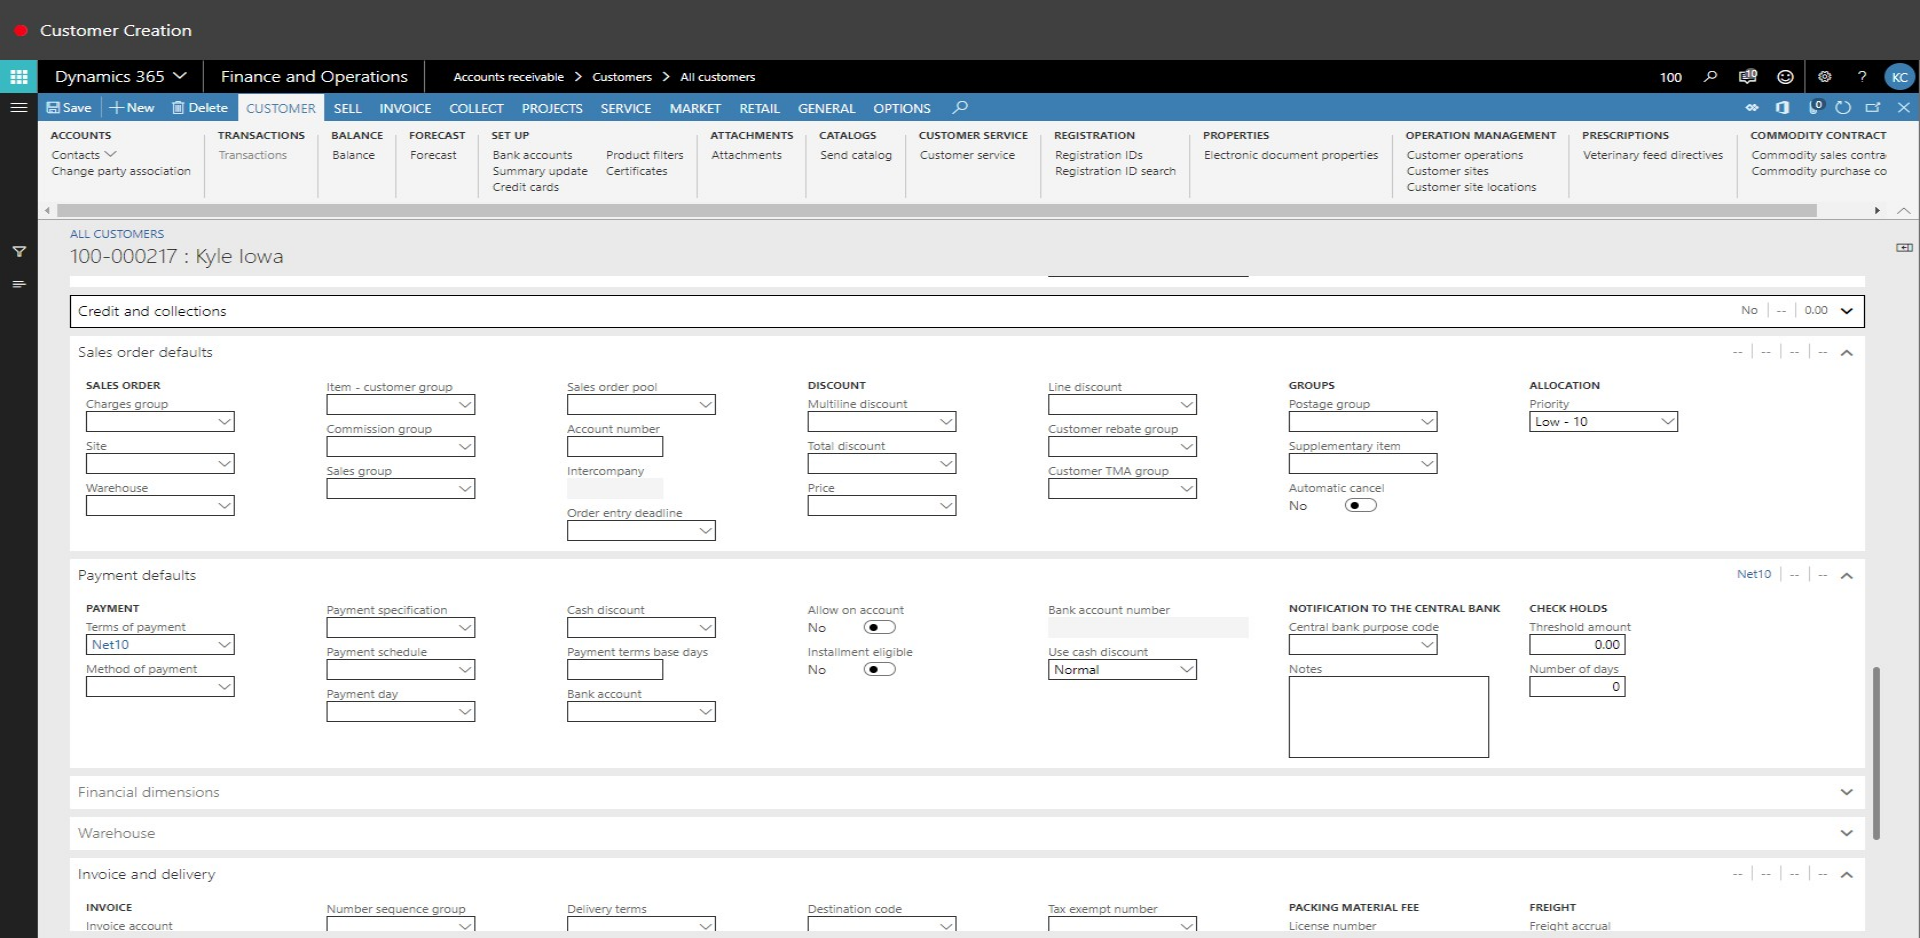 Customer Creation
Dynamics 365
Finance and Operations
Accounts receivable > Customers > All customers
100
?
KC
Save
New
Delete
CUSTOMER
SELL
INVOICE
COLLECT
PROJECTS
SERVICE
MARKET
RETAIL
GENERAL
OPTIONS
0
ACCOUNTS
Contacts
Change party association
TRANSACTIONS
Transactions
BALANCE
Balance
FORECAST
Forecast
SET UP
Bank accounts
Summary update
Credit cards
Product filters
Certificates
ATTACHMENTS
Attachments
CATALOGS
Send catalog
CUSTOMER SERVICE
Customer service
REGISTRATION
Registration IDs
Registration ID search
PROPERTIES
Electronic document properties
OPERATION MANAGEMENT
Customer operations
Customer sites
Customer site locations
PRESCRIPTIONS
Veterinary feed directives
COMMODITY CONTRACT
Commodity sales contra
Commodity purchase co
ALL CUSTOMERS
100-000217 : Kyle Iowa
Credit and collections
No | -- | 0.00
Sales order defaults
-- | -- | -- | --
SALES ORDER
Charges group
Site
Warehouse
Item - customer group
Commission group
Sales group
Sales order pool
Account number
Intercompany
Order entry deadline
DISCOUNT
Multiline discount
Total discount
Price
Line discount
Customer rebate group
Customer TMA group
GROUPS
Postage group
Supplementary item
Automatic cancel
No
ALLOCATION
Priority
Low - 10
Payment defaults
Net10 | -- | --
PAYMENT
Terms of payment
Net10
Method of payment
Payment specification
Payment schedule
Payment day
Cash discount
Payment terms base days
Bank account
Allow on account
No
Installment eligible
No
Bank account number
Use cash discount
Normal
NOTIFICATION TO THE CENTRAL BANK
Central bank purpose code
Notes
CHECK HOLDS
Threshold amount
0.00
Number of days
0
Financial dimensions
Warehouse
Invoice and delivery
-- | -- | -- | --
INVOICE
Invoice account
Number sequence group
Delivery terms
Destination code
Tax exempt number
PACKING MATERIAL FEE
License number
FREIGHT
Freight accrual